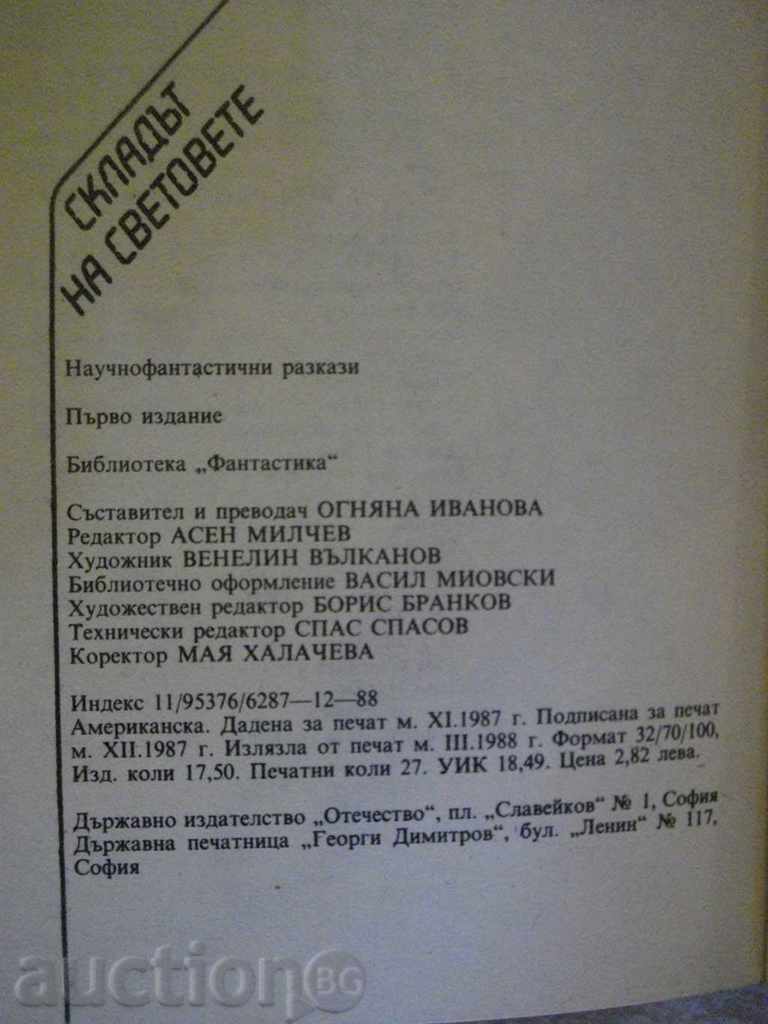 СКЛАДЪТ
НА СВЕТОВЕТЕ
Научнофантастични разкази
Първо издание
Библиотека „Фантастика“
Съставител и преводач ОГНЯНА ИВАНОВА
Редактор АСЕН МИЛЧЕВ
Художник ВЕНЕЛИН ВЪЛКАНОВ
Библиотечно оформление ВАСИЛ МИОВСКИ
Художествен редактор БОРИС БРАНКОВ
Технически редактор СПАС СПАСОВ
Коректор МАЯ ХАЛАЧЕВА
Индекс 11/95376/6287—12—88
Американска. Дадена за печат м. XI.1987 г. Подписана за печат
м. XII.1987 г. Излязла от печат м. III.1988 г. Формат 32/70/100,
Изд. коли 17,50. Печатни коли 27. УИК 18,49. Цена 2,82 лева.
Държавно издателство „Отечество“, пл. „Славейков“ № 1, София
Държавна печатница „Георги Димитров“, бул. „Ленин“ № 117,
София
auction BG